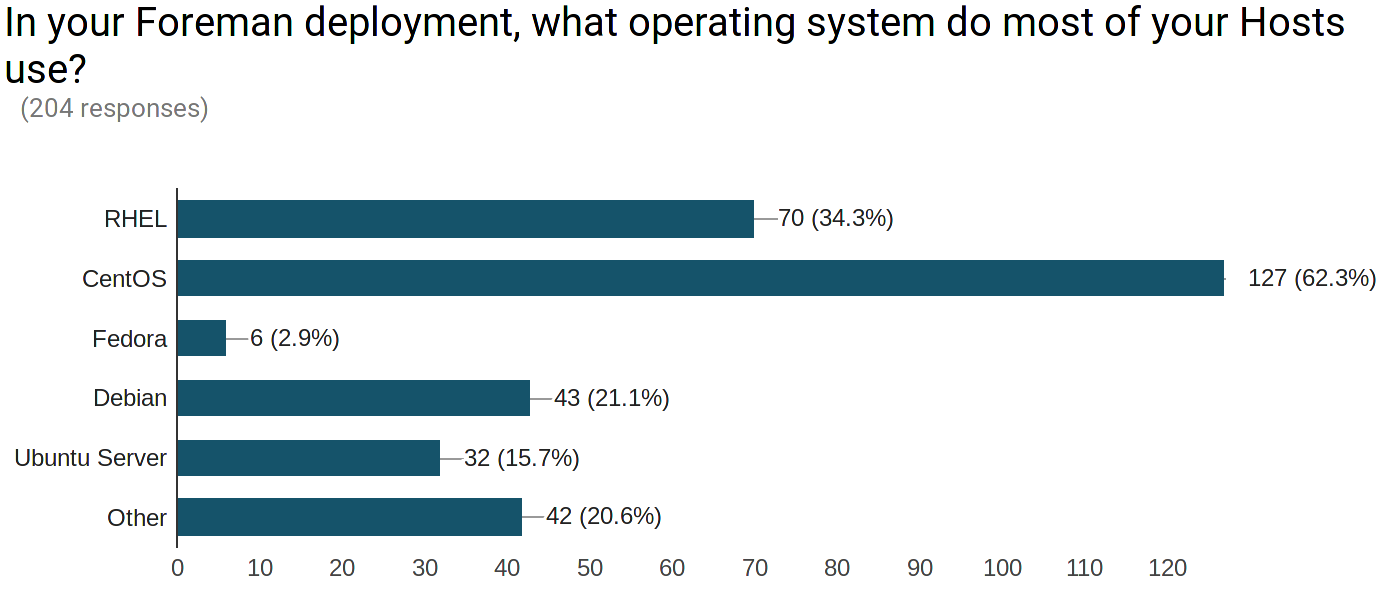 In your Foreman deployment, what operating system do most of your Hosts
use?
(204 responses)
RHEL 70 (34.3%)
CentOS 127 (62.3%)
Fedora 6 (2.9%)
Debian 43 (21.1%)
Ubuntu Server 32 (15.7%)
Other 42 (20.6%)
0 10 20 30 40 50 60 70 80 90 100 110 120